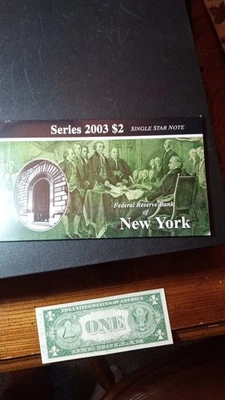 Series 2003 $2 SINGLE STAR NOTE
Federal Reserve Bank
of
New York
THE UNITED STATES OF AMERICA
ONE